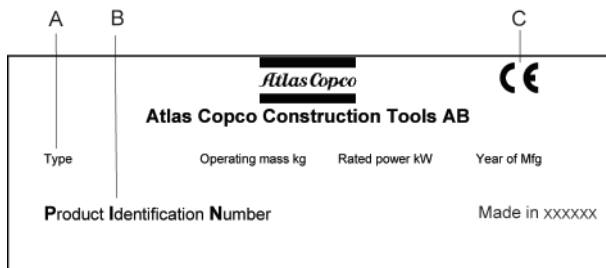 A B C
Atlas Copco CE
Atlas Copco Construction Tools AB
Type Operating mass kg Rated power kW Year of Mfg
Product Identification Number Made in xxxxxx